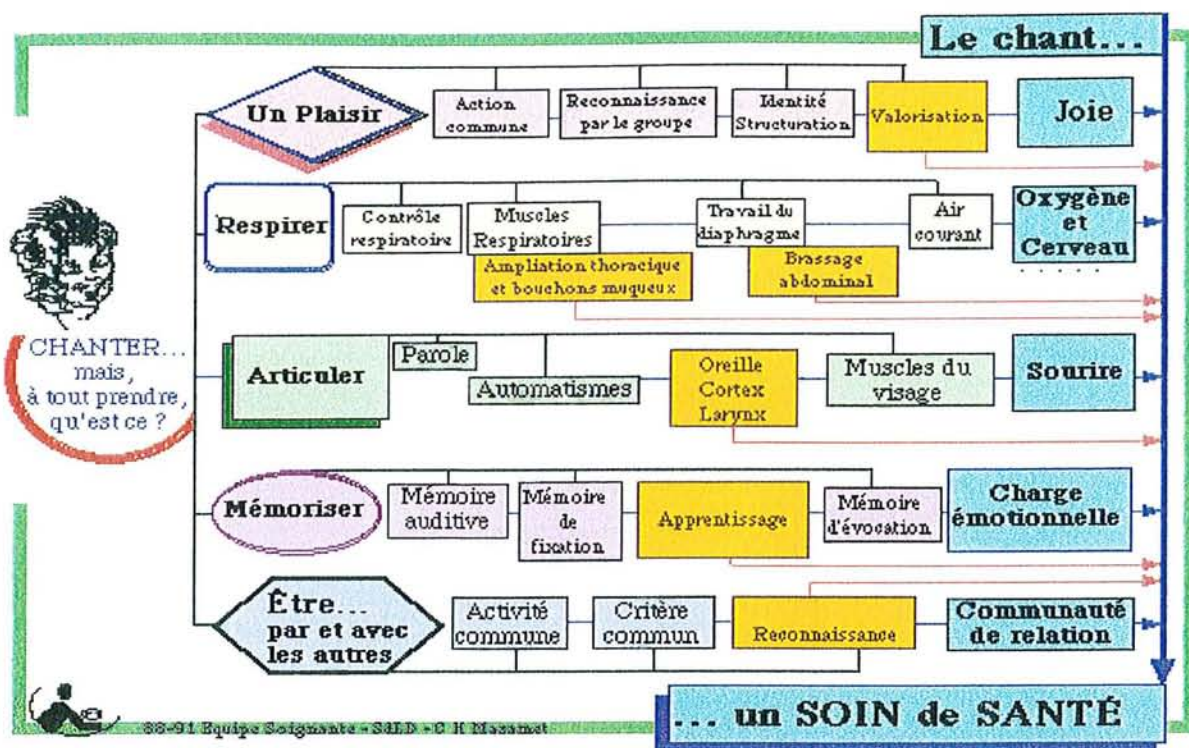 Le chant...
Un Plaisir
Action
commune
Reconnaissance
par le groupe
Identité
Structuration
Valorisation
Joie
Respirer
Contrôle
respiratoire
Muscles
Respiratoires
Travail du
diaphragme
Air
courant
Oxygène
et
Cerveau
Ampliation thoracique
et bouchons muqueux
Brassage
abdominal
CHANTER...
mais,
à tout prendre,
qu'est ce ?
Articuler
Parole
Automatismes
Oreille
Cortex
Larynx
Muscles du
visage
Sourire
Mémoriser
Mémoire
auditive
Mémoire
de
fixation
Apprentissage
Mémoire
d'évocation
Charge
émotionnelle
Être...
par et avec
les autres
Activité
commune
Critère
commun
Reconnaissance
Communauté
de relation
88-91 Equipe Soignante - SdLD - C H Mazamet
... un SOIN de SANTÉ